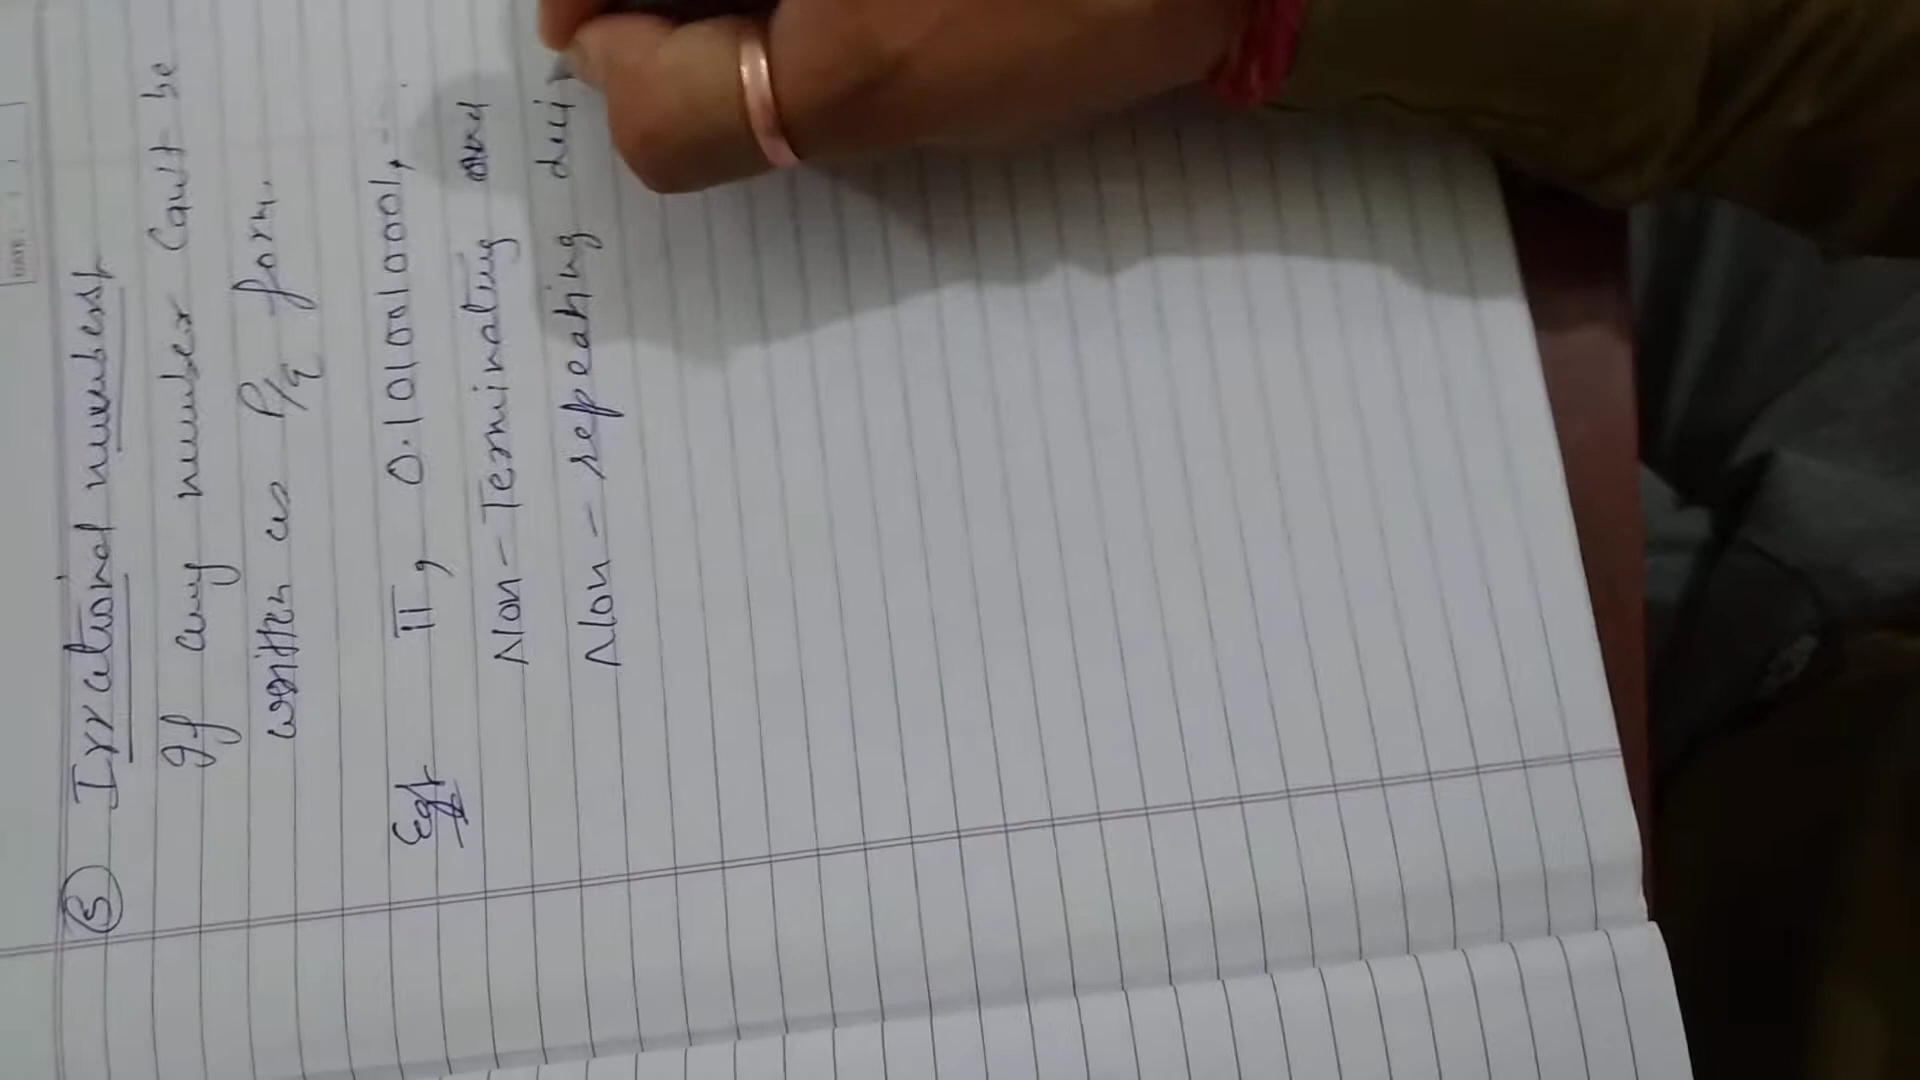 DATE:
⑤ Irrational numbers:
If any number Can't be
written as P/q form.
Eg: π, 0.1010010001, - - .
Non-Terminating and
Non-repeating